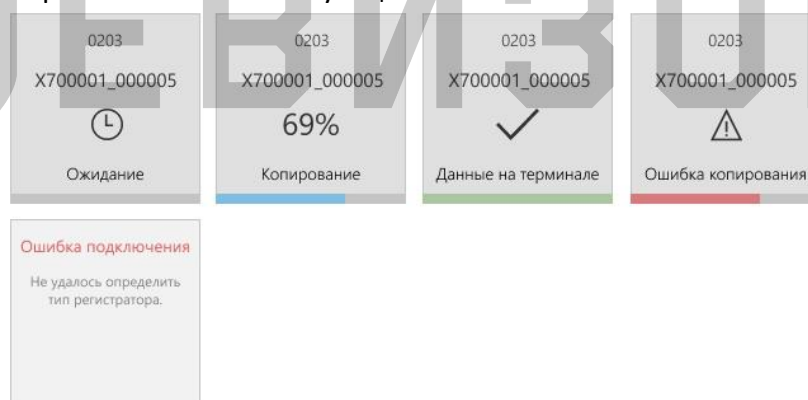 0203
X700001_000005
Ожидание
0203
X700001_000005
69%
Копирование
0203
X700001_000005
Данные на терминале
0203
X700001_000005
Ошибка копирования
Ошибка подключения
Не удалось определить
тип регистратора.